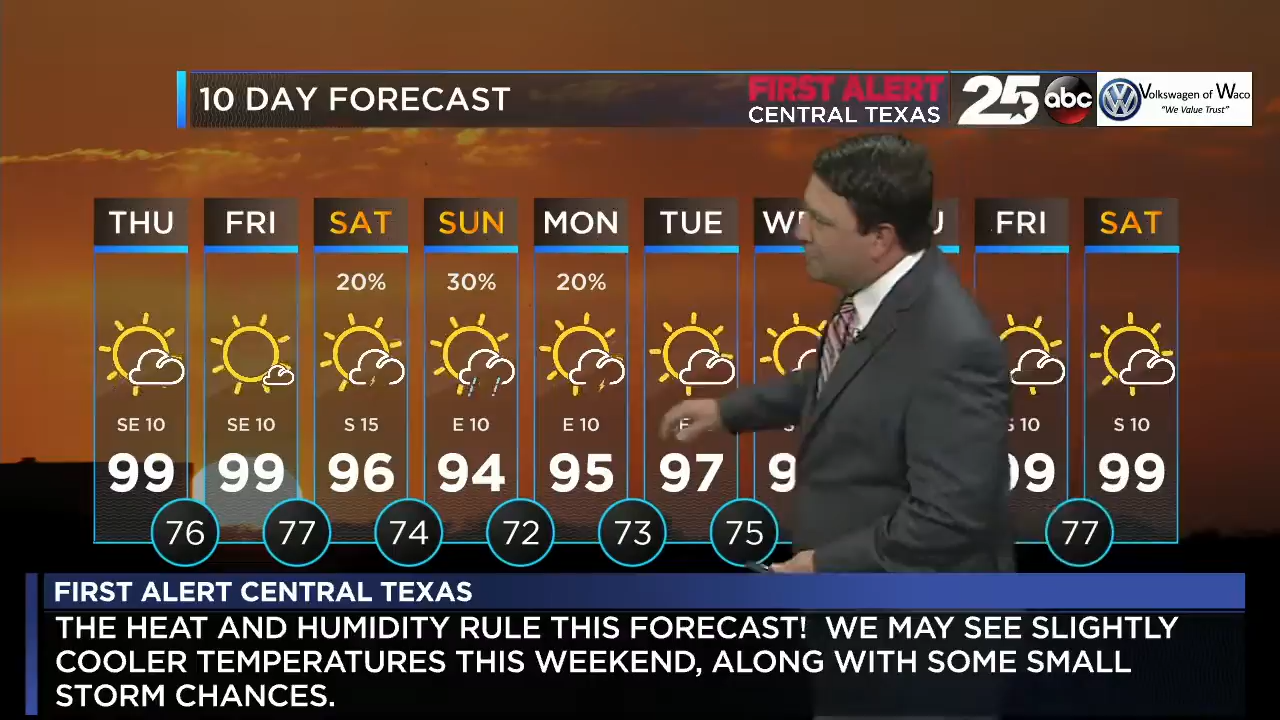 10 DAY FORECAST
FIRST ALERT
CENTRAL TEXAS
25 abc
Volkswagen of Waco
"We Value Trust"
THU FRI SAT SUN MON TUE FRI SAT
20% 30% 20%
SE 10 SE 10 S 15 E 10 E 10 S 10
99 99 96 94 95 97 99
76 77 74 72 73 75 77
FIRST ALERT CENTRAL TEXAS
THE HEAT AND HUMIDITY RULE THIS FORECAST! WE MAY SEE SLIGHTLY
COOLER TEMPERATURES THIS WEEKEND, ALONG WITH SOME SMALL
STORM CHANCES.